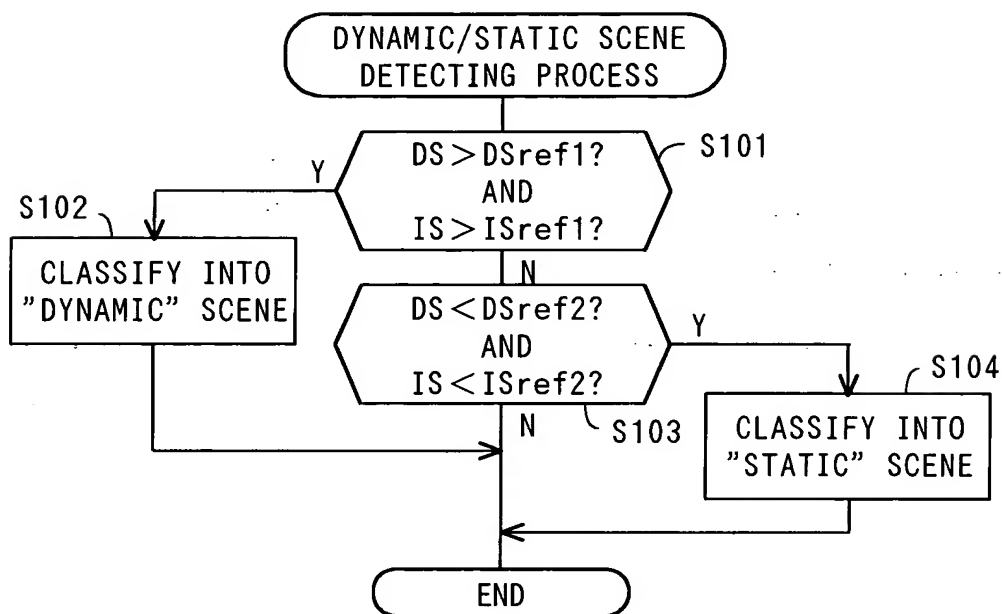 DYNAMIC/STATIC SCENE
DETECTING PROCESS
DS>DSref1?
AND
IS>ISref1?
S101
Y
S102
CLASSIFY INTO
"DYNAMIC" SCENE
N
DS<DSref2?
AND
IS<ISref2?
Y
S103
S104
CLASSIFY INTO
"STATIC" SCENE
N
END